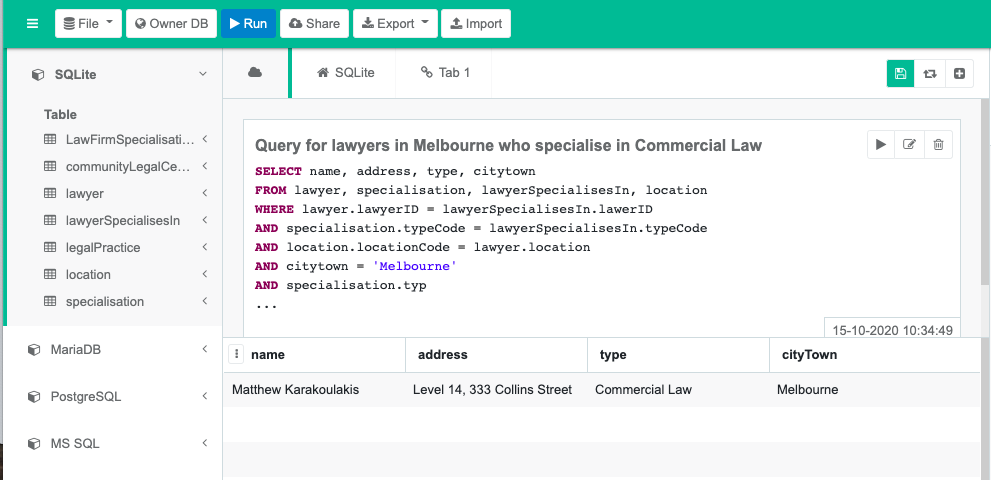 File Owner DB Run Share Export Import
SQLite
SQLite Tab 1
Table
LawFirmSpecialisati...
communityLegalCe...
lawyer
lawyerSpecialisesIn
legalPractice
location
specialisation
MariaDB
PostgreSQL
MS SQL
Query for lawyers in Melbourne who specialise in Commercial Law
SELECT name, address, type, citytown
FROM lawyer, specialisation, lawyerSpecialisesIn, location
WHERE lawyer.lawyerID = lawyerSpecialisesIn.lawerID
AND specialisation.typeCode = lawyerSpecialisesIn.typeCode
AND location.locationCode = lawyer.location
AND citytown = 'Melbourne'
AND specialisation.typ
...
15-10-2020 10:34:49
name address type cityTown
Matthew Karakoulakis Level 14, 333 Collins Street Commercial Law Melbourne